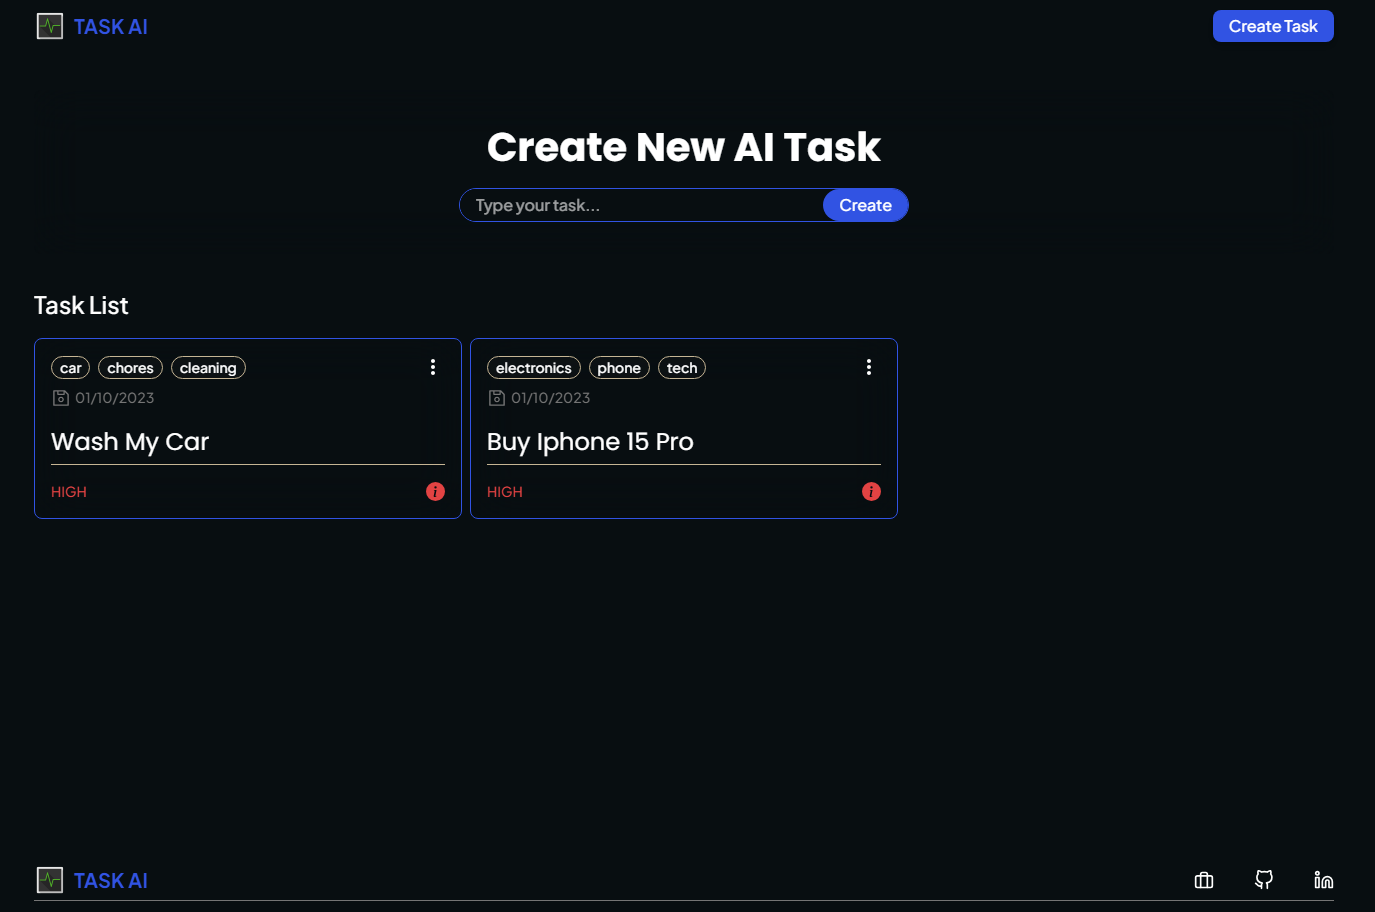 TASK AI
Create Task
Create New AI Task
Type your task...
Create
Task List
car chores cleaning
01/10/2023
Wash My Car
HIGH
electronics phone tech
01/10/2023
Buy Iphone 15 Pro
HIGH
TASK AI